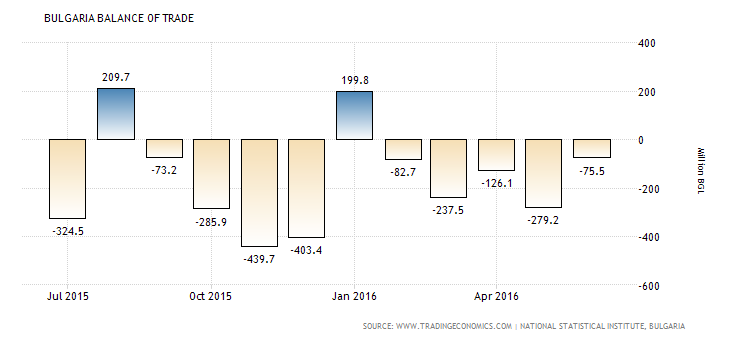 BULGARIA BALANCE OF TRADE
400
209.7
199.8
200
0
-73.2
-82.7
-75.5
-126.1
-200
-324.5
-285.9
-237.5
-279.2
-403.4
-400
-439.7
-600
Million BGL
Jul 2015
Oct 2015
Jan 2016
Apr 2016
SOURCE: WWW.TRADINGECONOMICS.COM | NATIONAL STATISTICAL INSTITUTE, BULGARIA